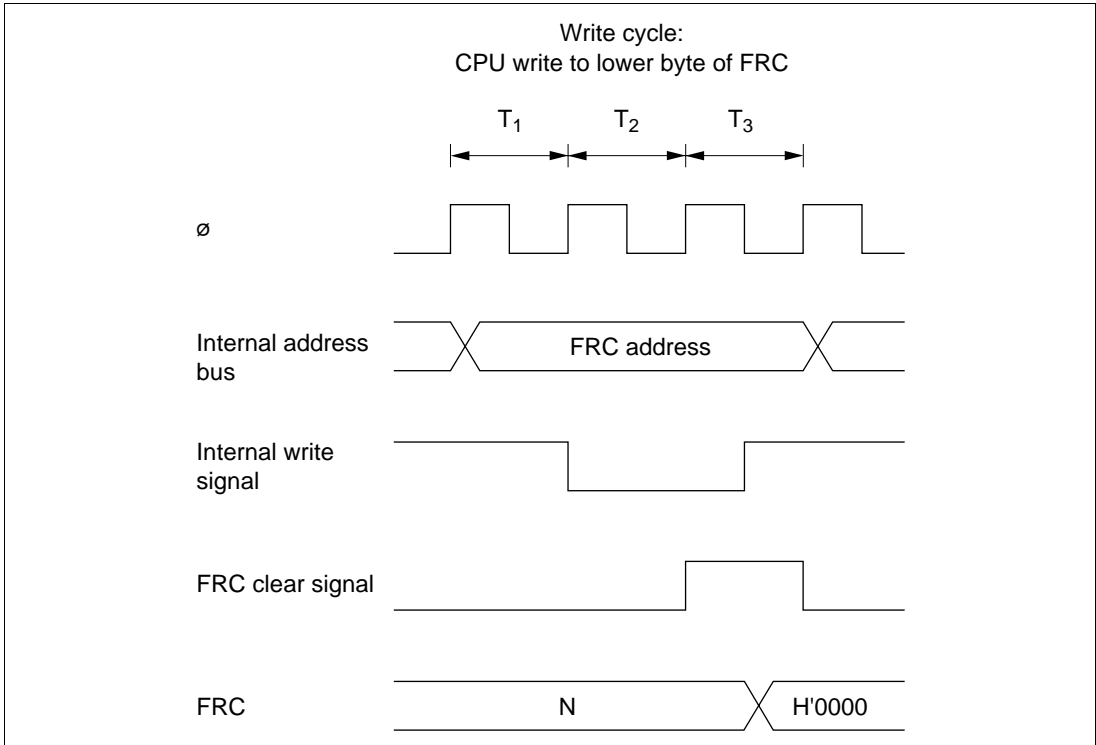 Write cycle:
CPU write to lower byte of FRC
T1 T2 T3
ø
Internal address
bus
FRC address
Internal write
signal
FRC clear signal
FRC N H'0000